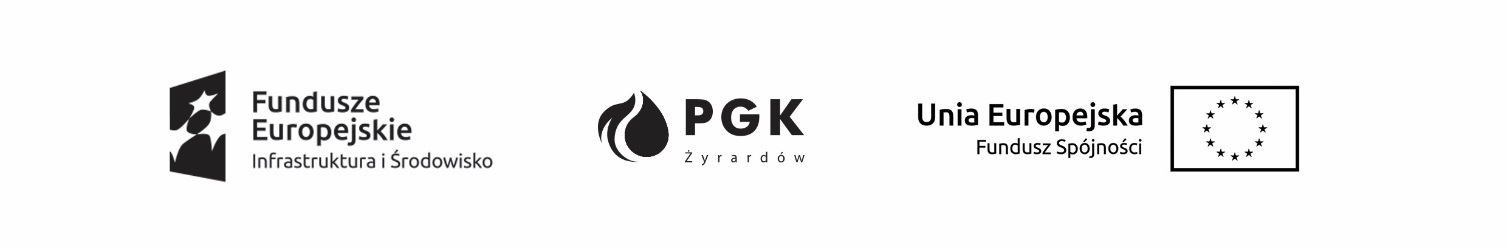 Fundusze
Europejskie
Infrastruktura i Środowisko
PGK
Żyrardów
Unia Europejska
Fundusz Spójności